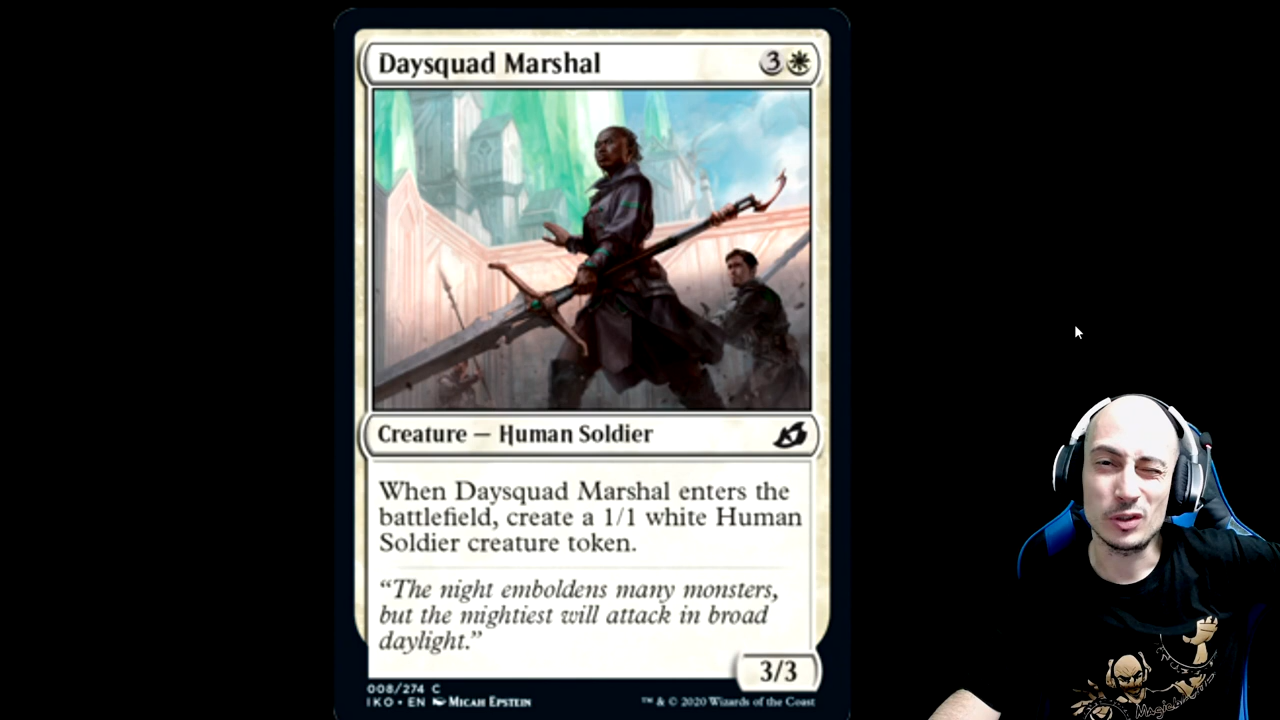 Daysquad Marshal 3
Creature — Human Soldier
When Daysquad Marshal enters the
battlefield, create a 1/1 white Human
Soldier creature token.
“The night emboldens many monsters,
but the mightiest will attack in broad
daylight.”
3/3
008/274 C
IKO • EN Micah Epstein
™ & © 2020 Wizards of the Coast